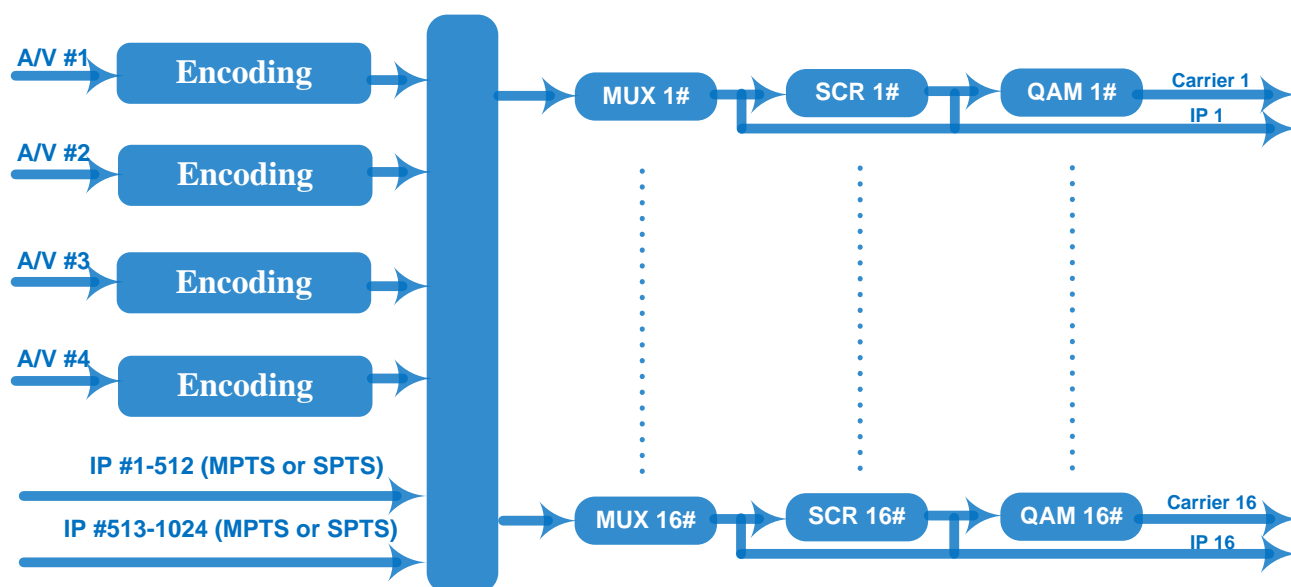 A/V #1
Encoding
A/V #2
Encoding
A/V #3
Encoding
A/V #4
Encoding
IP #1-512 (MPTS or SPTS)
IP #513-1024 (MPTS or SPTS)
MUX 1#
SCR 1#
QAM 1#
Carrier 1
IP 1
MUX 16#
SCR 16#
QAM 16#
Carrier 16
IP 16